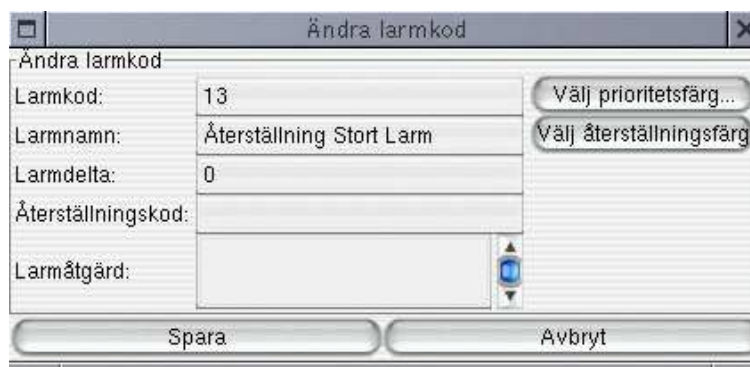 Ändra larmkod
Ändra larmkod
Larmkod: 13 Välj prioritetsfärg...
Larmnamn: Återställning Stort Larm Välj återställningsfärg
Larmdelta: 0
Återställningskod:
Larmåtgärd:
Spara Avbryt